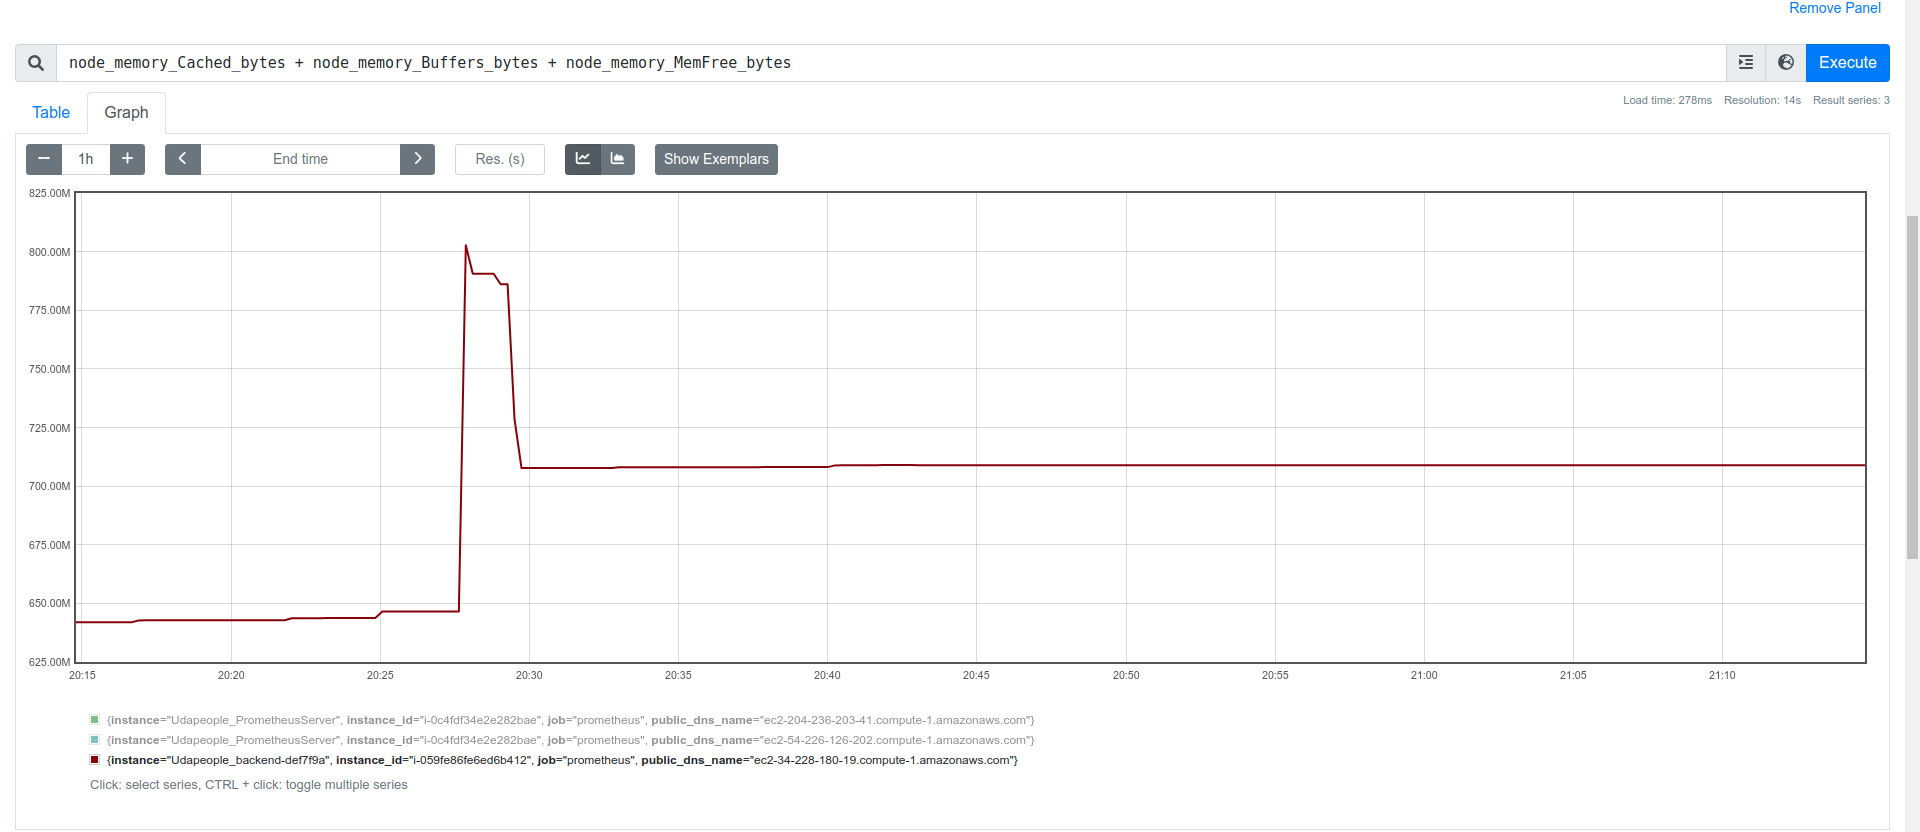 Remove Panel
node_memory_Cached_bytes + node_memory_Buffers_bytes + node_memory_MemFree_bytes
Execute
Table Graph
Load time: 278ms Resolution: 14s Result series: 3
1h
End time
Res. (s)
Show Exemplars
825.00M
800.00M
775.00M
750.00M
725.00M
700.00M
675.00M
650.00M
625.00M
20:15 20:20 20:25 20:30 20:35 20:40 20:45 20:50 20:55 21:00 21:05 21:10
{instance="Udapeople_PrometheusServer", instance_id="i-0c4fdf34e2e282bae", job="prometheus", public_dns_name="ec2-204-236-203-41.compute-1.amazonaws.com"}
{instance="Udapeople_PrometheusServer", instance_id="i-0c4fdf34e2e282bae", job="prometheus", public_dns_name="ec2-54-226-126-202.compute-1.amazonaws.com"}
{instance="Udapeople_backend-def7f9a", instance_id="i-059fe86fe6ed6b412", job="prometheus", public_dns_name="ec2-34-228-180-19.compute-1.amazonaws.com"}
Click: select series, CTRL + click: toggle multiple series